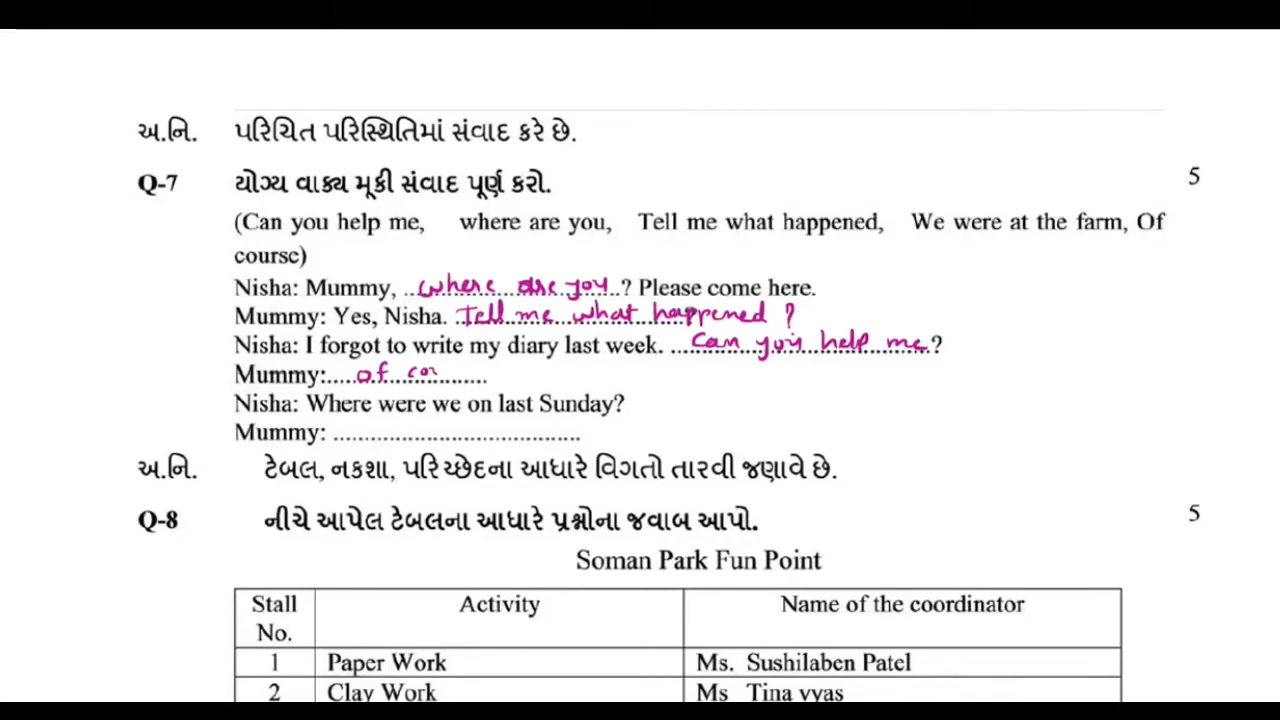 અ.નિ. પરિચિત પરિસ્થિતિમાં સંવાદ કરે છે.
Q-7 યોગ્ય વાક્ય મૂકી સંવાદ પૂર્ણ કરો. 5
(Can you help me, where are you, Tell me what happened, We were at the farm, Of
course)
Nisha: Mummy, ..where are you..? Please come here.
Mummy: Yes, Nisha. ..Tell me what happened ?
Nisha: I forgot to write my diary last week. ...Can you help me..?
Mummy:.....of co...........
Nisha: Where were we on last Sunday?
Mummy: .......................................
અ.નિ. ટેબલ, નકશા, પરિચ્છેદના આધારે વિગતો તારવી જણાવે છે.
Q-8 નીચે આપેલ ટેબલના આધારે પ્રશ્નોના જવાબ આપો. 5
Soman Park Fun Point
Stall No. Activity Name of the coordinator
1 Paper Work Ms. Sushilaben Patel
2 Clay Work Ms Tina vyas